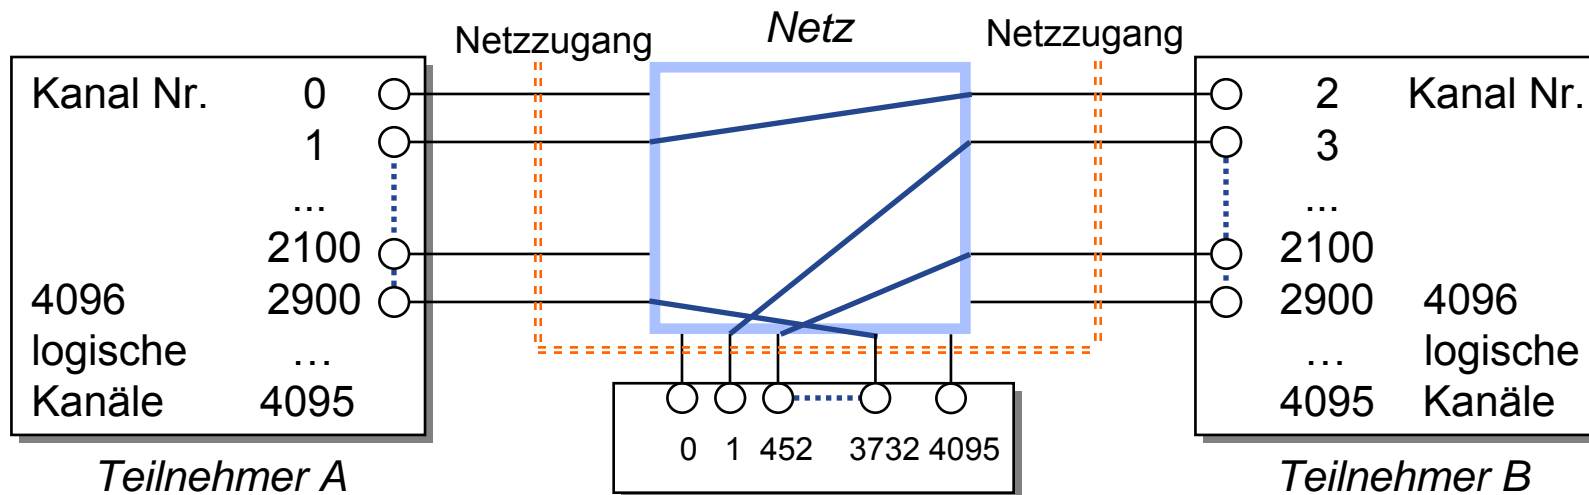 Netzzugang Netz Netzzugang
Kanal Nr. 0
1
...
2100
4096 2900
logische ...
Kanäle 4095
Teilnehmer A
2 Kanal Nr.
3
...
2100
2900 4096
... logische
4095 Kanäle
Teilnehmer B
0 1 452 3732 4095